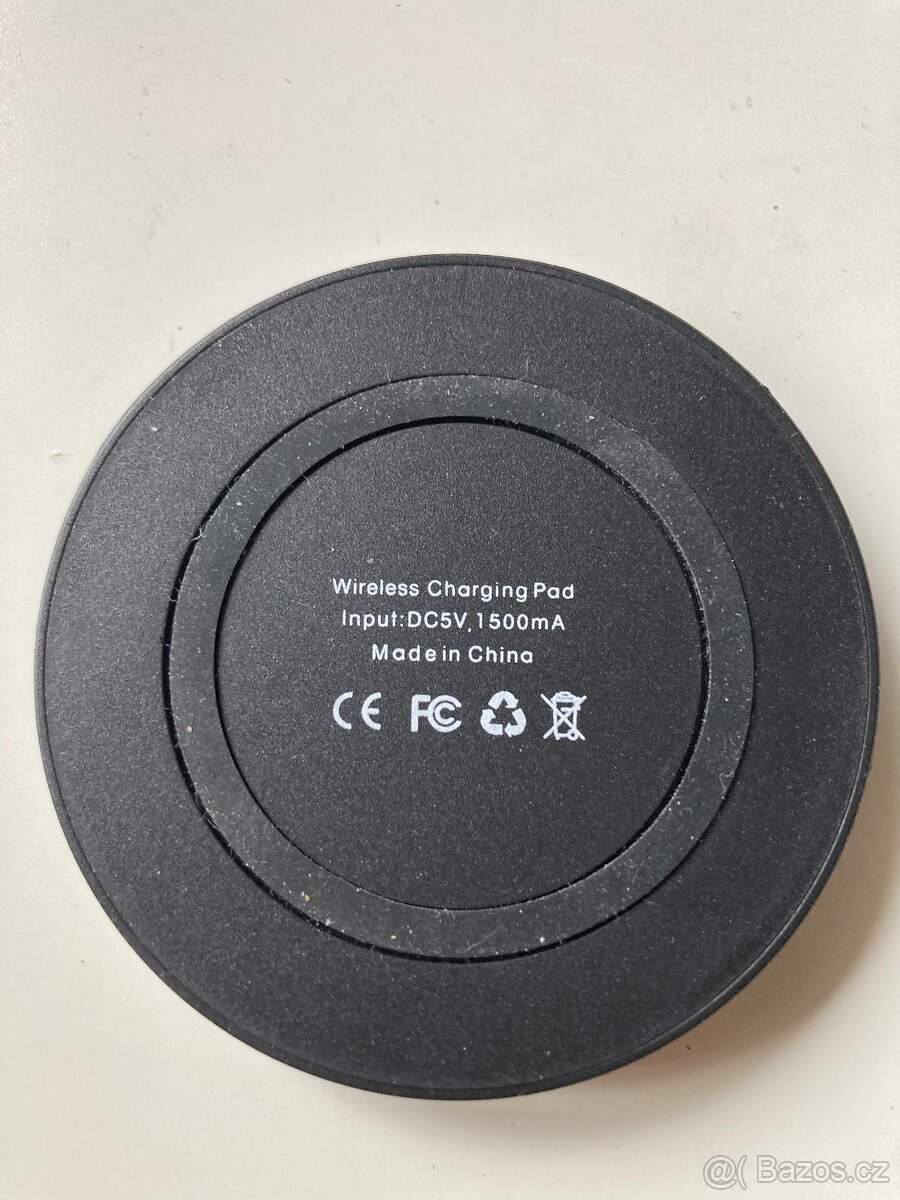 Wireless Charging Pad
Input:DC5V,1500mA
Made in China
CE FC
@( Bazos.cz